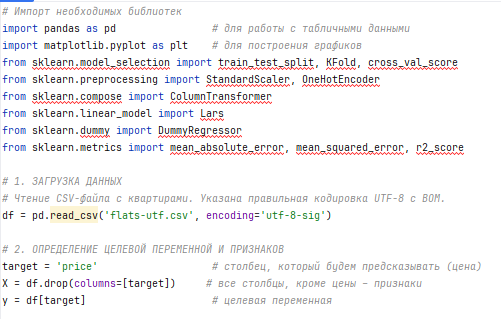 # Импорт необходимых библиотек
import pandas as pd # для работы с табличными данными
import matplotlib.pyplot as plt # для построения графиков
from sklearn.model_selection import train_test_split, KFold, cross_val_score
from sklearn.preprocessing import StandardScaler, OneHotEncoder
from sklearn.compose import ColumnTransformer
from sklearn.linear_model import Lars
from sklearn.dummy import DummyRegressor
from sklearn.metrics import mean_absolute_error, mean_squared_error, r2_score
# 1. ЗАГРУЗКА ДАННЫХ
# Чтение CSV-файла с квартирами. Указана правильная кодировка UTF-8 с BOM.
df = pd.read_csv('flats-utf.csv', encoding='utf-8-sig')
# 2. ОПРЕДЕЛЕНИЕ ЦЕЛЕВОЙ ПЕРЕМЕННОЙ И ПРИЗНАКОВ
target = 'price' # столбец, который будем предсказывать (цена)
X = df.drop(columns=[target]) # все столбцы, кроме цены – признаки
y = df[target] # целевая переменная